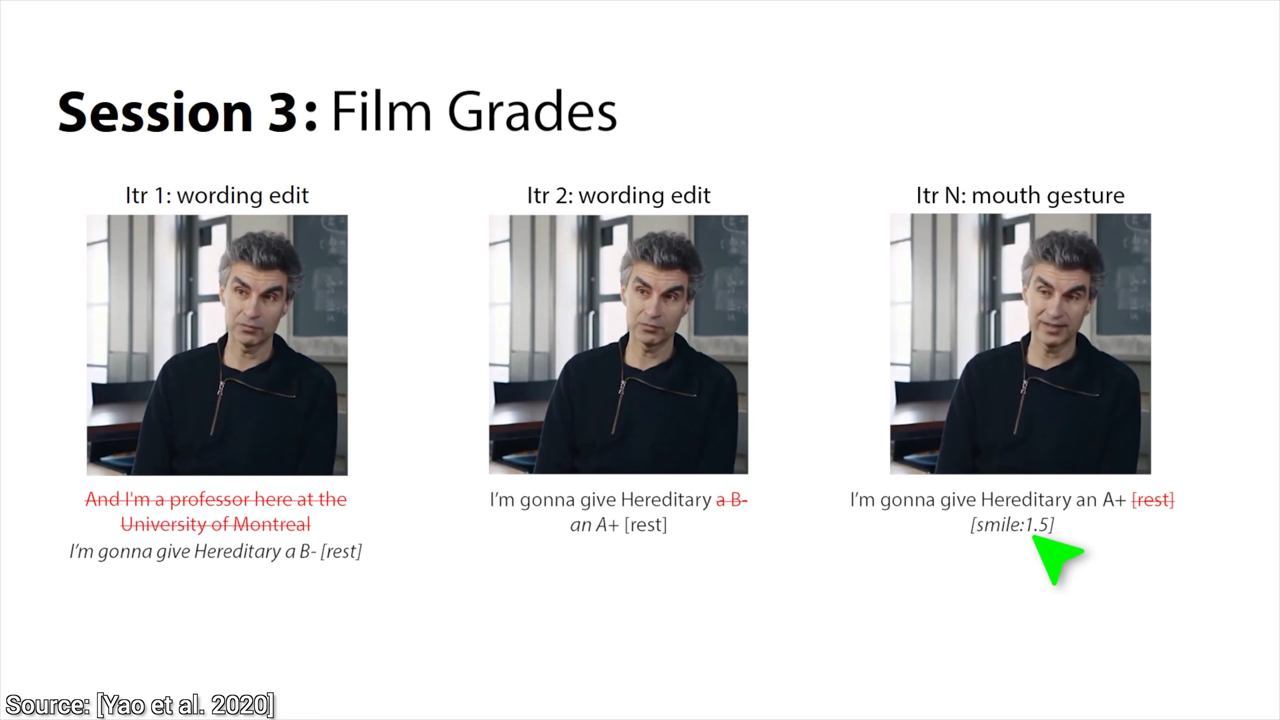 Session 3: Film Grades
Itr 1: wording edit
And I'm a professor here at the
University of Montreal
I'm gonna give Hereditary a B- [rest]
Itr 2: wording edit
I'm gonna give Hereditary a B-
an A+ [rest]
Itr N: mouth gesture
I'm gonna give Hereditary an A+ [rest]
[smile:1.5]
Source: [Yao et al. 2020]